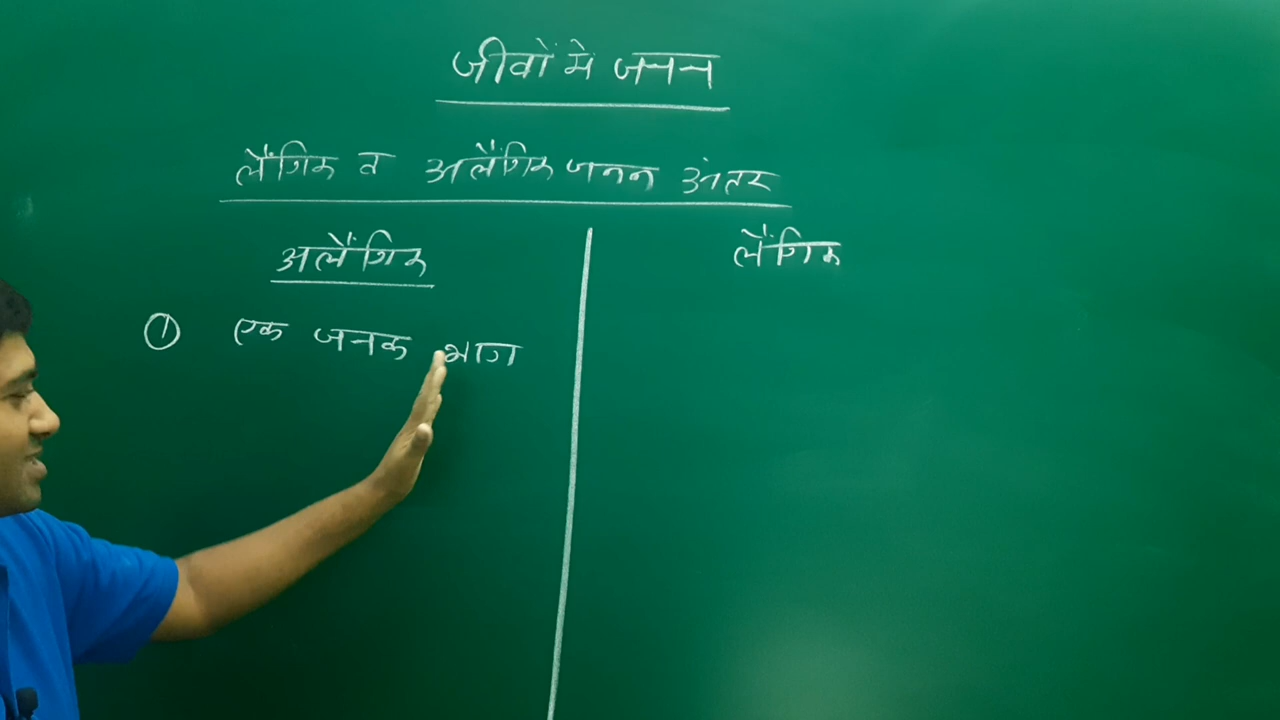 जीवों में जनन
लैंगिक व अलैंगिक जनन अंतर
अलैंगिक
लैंगिक
① एक जनक भाग